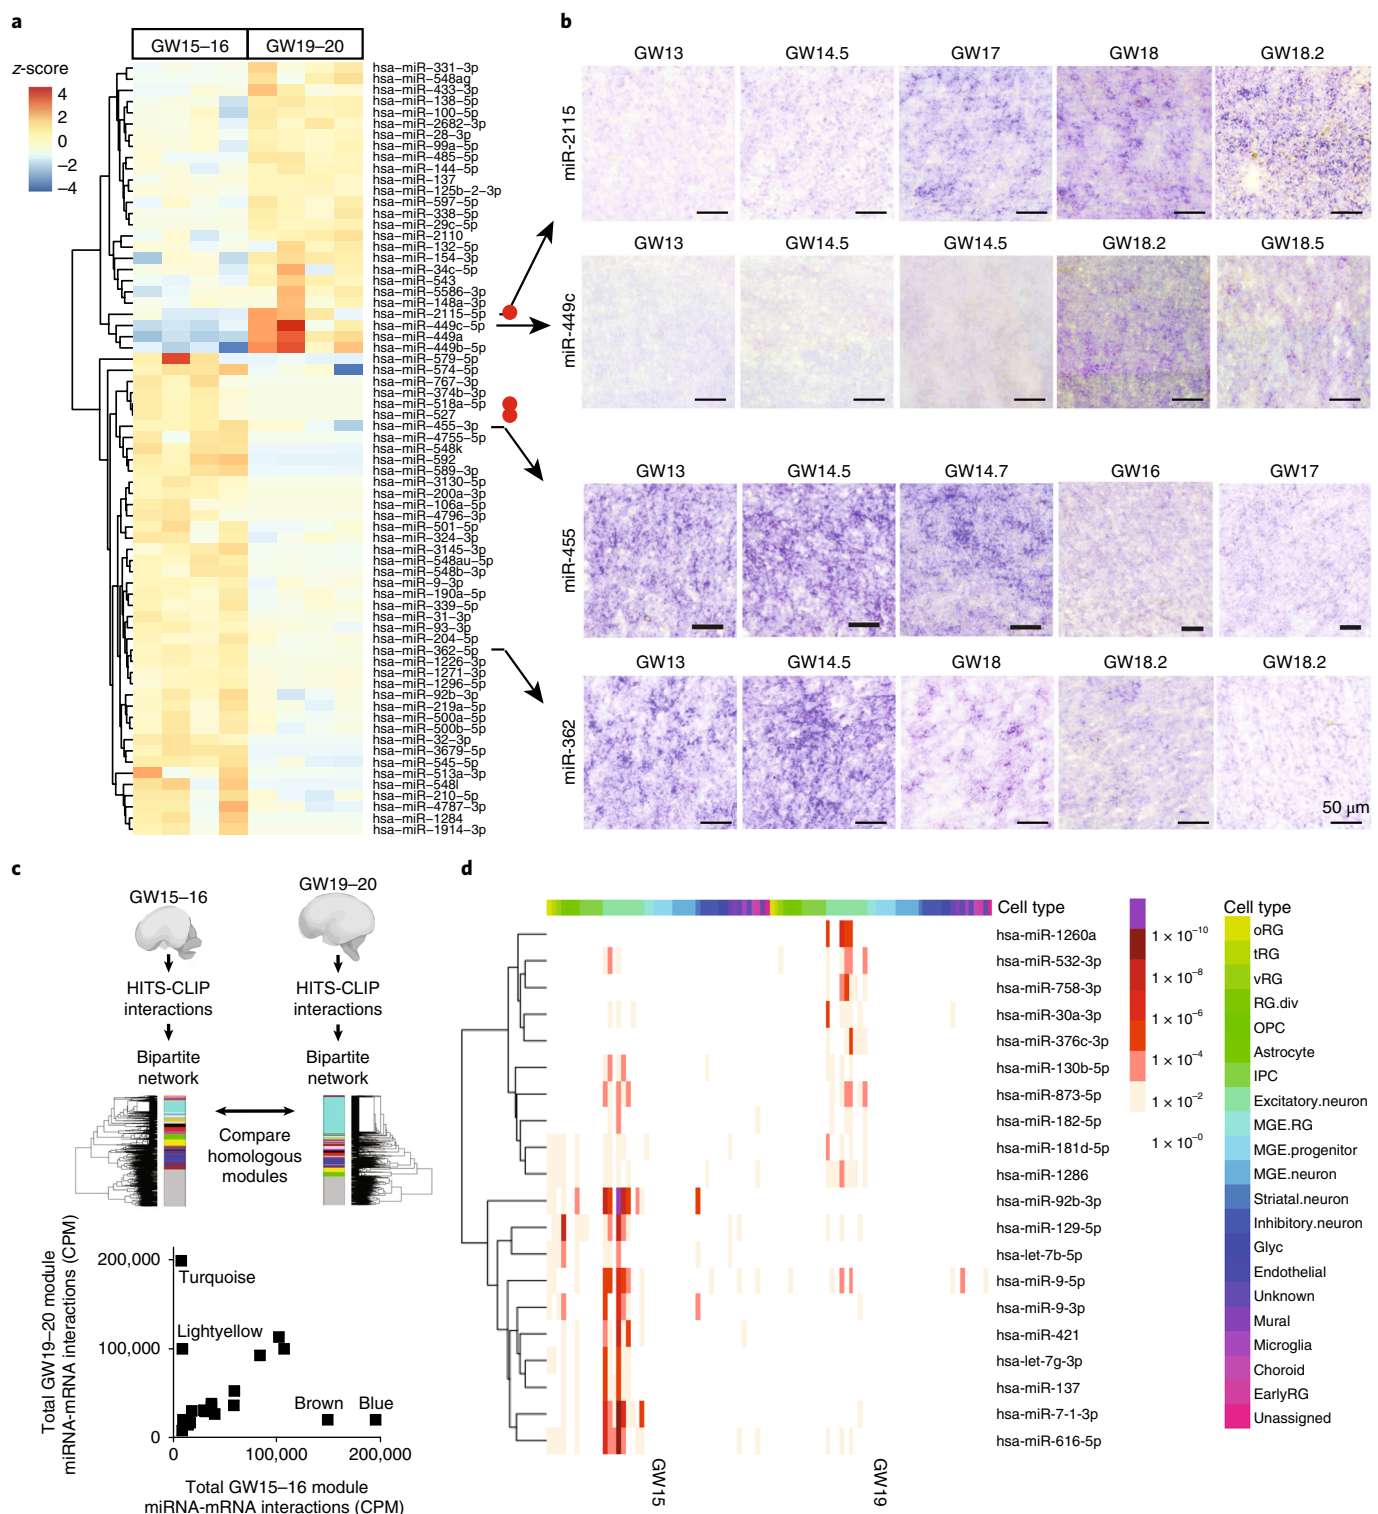 a
GW15–16
GW19–20
z-score
4
2
0
−2
−4
hsa−miR−331−3p
hsa−miR−548ag
hsa−miR−433−3p
hsa−miR−138−5p
hsa−miR−100−5p
hsa−miR−2682−3p
hsa−miR−28−3p
hsa−miR−99a−5p
hsa−miR−485−5p
hsa−miR−144−5p
hsa−miR−137
hsa−miR−125b−2−3p
hsa−miR−597−5p
hsa−miR−338−5p
hsa−miR−29c−5p
hsa−miR−2110
hsa−miR−132−5p
hsa−miR−154−3p
hsa−miR−34c−5p
hsa−miR−543
hsa−miR−5586−3p
hsa−miR−148a−3p
hsa−miR−2115−5p
hsa−miR−449c−5p
hsa−miR−449a
hsa−miR−449b−5p
hsa−miR−579−5p
hsa−miR−574−5p
hsa−miR−767−3p
hsa−miR−374b−3p
hsa−miR−518a−5p
hsa−miR−527
hsa−miR−455−3p
hsa−miR−4755−5p
hsa−miR−548k
hsa−miR−592
hsa−miR−589−3p
hsa−miR−3130−5p
hsa−miR−200a−3p
hsa−miR−106a−5p
hsa−miR−4796−3p
hsa−miR−501−5p
hsa−miR−324−3p
hsa−miR−3145−3p
hsa−miR−548au−5p
hsa−miR−548b−3p
hsa−miR−9−3p
hsa−miR−190a−5p
hsa−miR−339−5p
hsa−miR−31−3p
hsa−miR−93−3p
hsa−miR−204−5p
hsa−miR−362−5p
hsa−miR−1226−3p
hsa−miR−1271−3p
hsa−miR−1296−5p
hsa−miR−92b−3p
hsa−miR−219a−5p
hsa−miR−500a−5p
hsa−miR−500b−5p
hsa−miR−32−3p
hsa−miR−3679−5p
hsa−miR−545−5p
hsa−miR−513a−3p
hsa−miR−548l
hsa−miR−210−5p
hsa−miR−4787−3p
hsa−miR−1284
hsa−miR−1914−3p
b
GW13 GW14.5 GW17 GW18 GW18.2
miR-2115
GW13 GW14.5 GW14.5 GW18.2 GW18.5
miR-449c
GW13 GW14.5 GW14.7 GW16 GW17
miR-455
GW13 GW14.5 GW18 GW18.2 GW18.2
miR-362
50 µm
c
GW15–16
GW19–20
HITS-CLIP
interactions
HITS-CLIP
interactions
Bipartite
network
Bipartite
network
Compare
homologous
modules
Total GW19–20 module
miRNA-mRNA interactions (CPM)
200,000
100,000
0
Turquoise
Lightyellow
Brown
Blue
0
100,000
200,000
Total GW15–16 module
miRNA-mRNA interactions (CPM)
d
Cell type
hsa-miR-1260a
hsa-miR-532-3p
hsa-miR-758-3p
hsa-miR-30a-3p
hsa-miR-376c-3p
hsa-miR-130b-5p
hsa-miR-873-5p
hsa-miR-182-5p
hsa-miR-181d-5p
hsa-miR-1286
hsa-miR-92b-3p
hsa-miR-129-5p
hsa-let-7b-5p
hsa-miR-9-5p
hsa-miR-9-3p
hsa-miR-421
hsa-let-7g-3p
hsa-miR-137
hsa-miR-7-1-3p
hsa-miR-616-5p
GW15
GW19
1 × 10⁻¹⁰
1 × 10⁻⁸
1 × 10⁻⁶
1 × 10⁻⁴
1 × 10⁻²
1 × 10⁻⁰
Cell type
oRG
tRG
vRG
RG.div
OPC
Astrocyte
IPC
Excitatory.neuron
MGE.RG
MGE.progenitor
MGE.neuron
Striatal.neuron
Inhibitory.neuron
Glyc
Endothelial
Unknown
Mural
Microglia
Choroid
EarlyRG
Unassigned